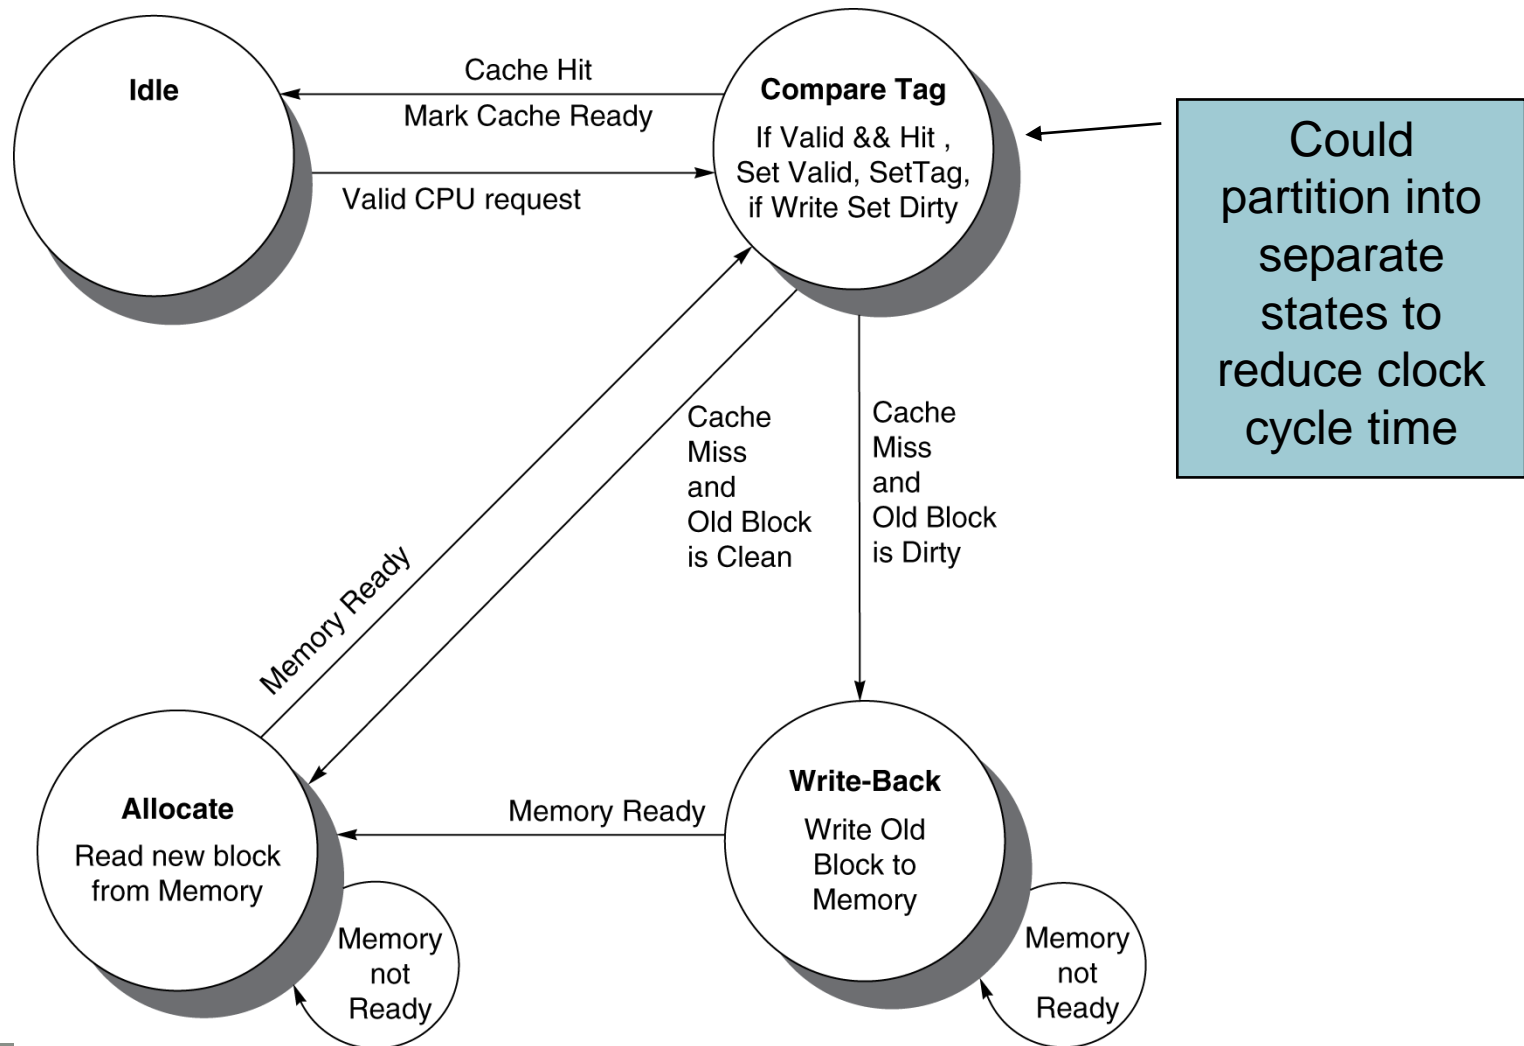 Idle
Cache Hit
Mark Cache Ready
Valid CPU request
Compare Tag
If Valid && Hit ,
Set Valid, SetTag,
if Write Set Dirty
Could
partition into
separate
states to
reduce clock
cycle time
Cache
Miss
and
Old Block
is Clean
Cache
Miss
and
Old Block
is Dirty
Memory Ready
Allocate
Read new block
from Memory
Memory Ready
Write-Back
Write Old
Block to
Memory
Memory
not
Ready
Memory
not
Ready